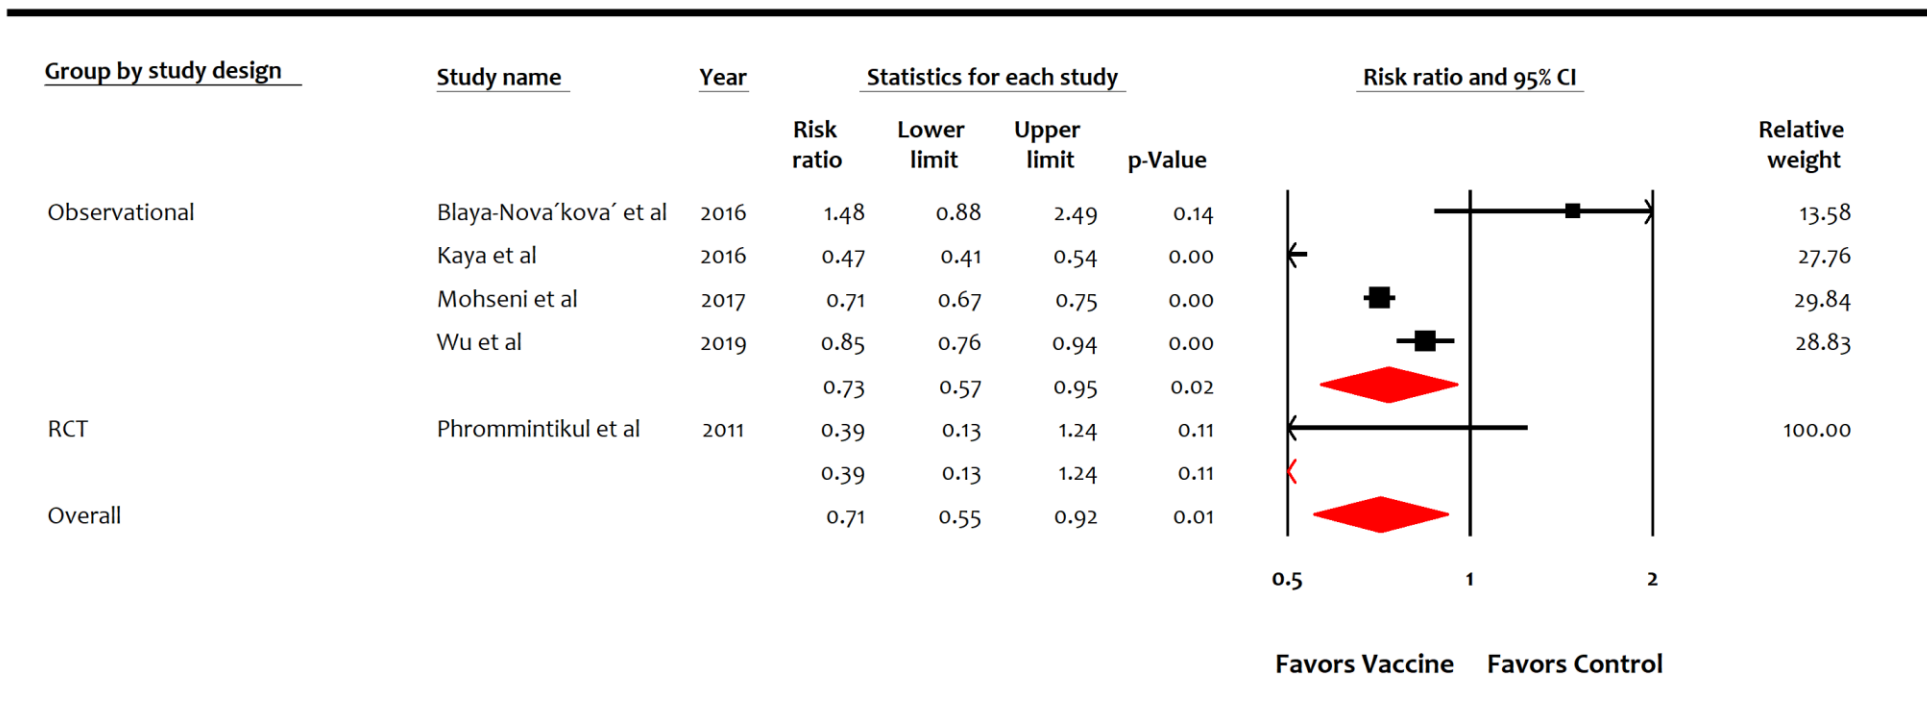 Group by study design Study name Year Statistics for each study Risk ratio and 95% CI
Risk ratio Lower limit Upper limit p-Value Relative weight
Observational Blaya-Nova´kova´ et al 2016 1.48 0.88 2.49 0.14 13.58
Kaya et al 2016 0.47 0.41 0.54 0.00 27.76
Mohseni et al 2017 0.71 0.67 0.75 0.00 29.84
Wu et al 2019 0.85 0.76 0.94 0.00 28.83
0.73 0.57 0.95 0.02
RCT Phrommintikul et al 2011 0.39 0.13 1.24 0.11 100.00
0.39 0.13 1.24 0.11
Overall 0.71 0.55 0.92 0.01
0.5 1 2
Favors Vaccine Favors Control